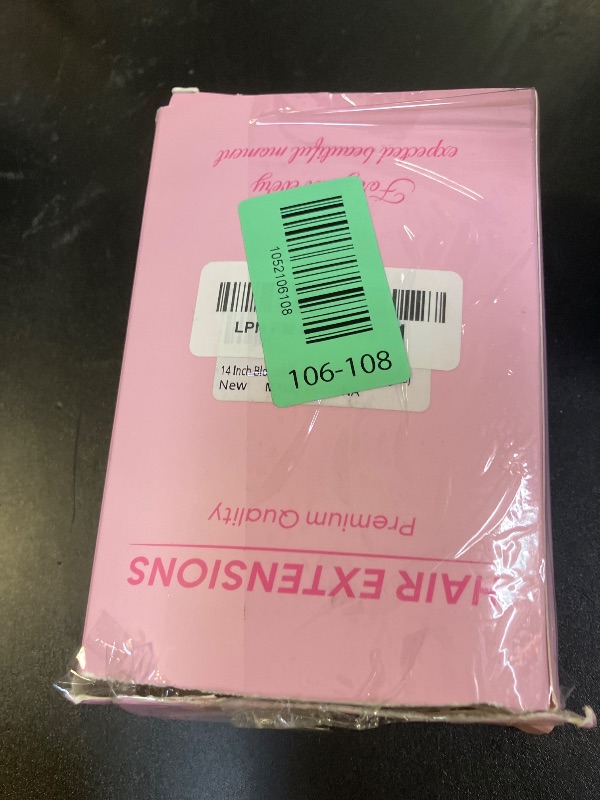 HAIR EXTENSIONS
Premium Quality
expected beautiful moment
1052106108
106-108
LPN
14 Inch
New